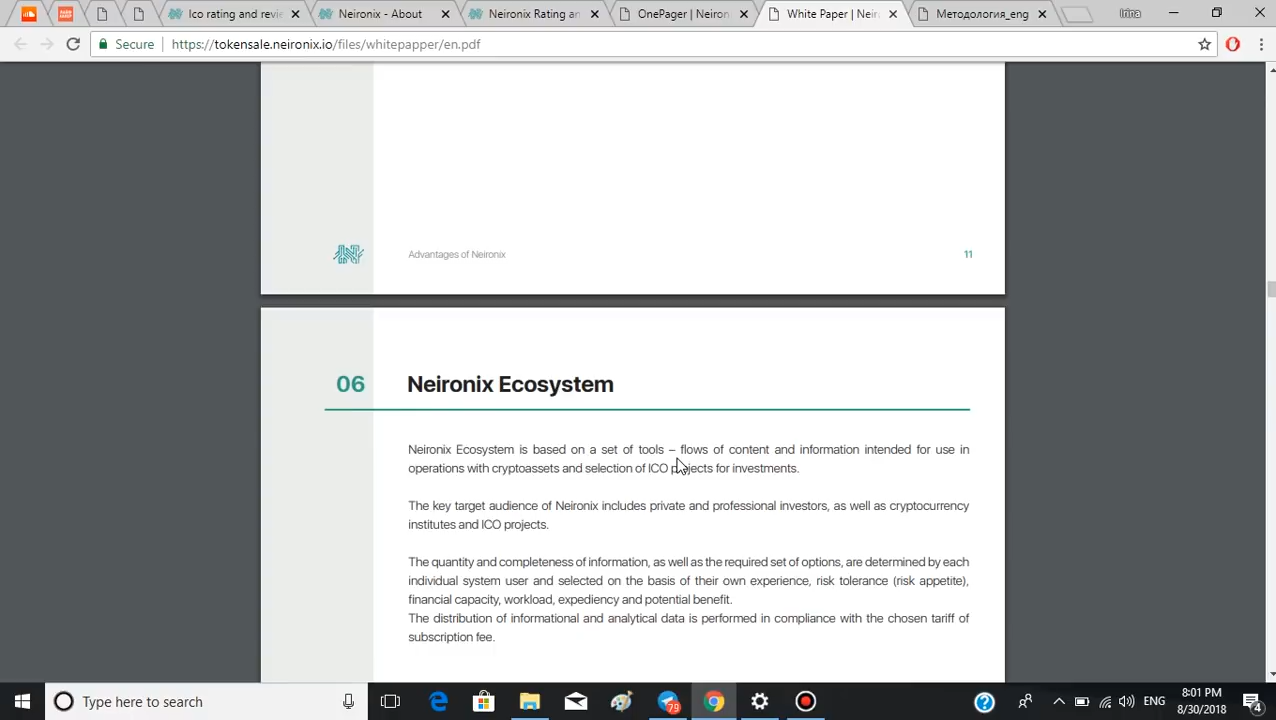 Ico rating and revie
Neironix - About
Neironix Rating an
OnePager | Neiron
White Paper | Neir
Методология_eng
Irina
Secure
https://tokensale.neironix.io/files/whitepapper/en.pdf
Advantages of Neironix
11
06
Neironix Ecosystem
Neironix Ecosystem is based on a set of tools – flows of content and information intended for use in
operations with cryptoassets and selection of ICO projects for investments.
The key target audience of Neironix includes private and professional investors, as well as cryptocurrency
institutes and ICO projects.
The quantity and completeness of information, as well as the required set of options, are determined by each
individual system user and selected on the basis of their own experience, risk tolerance (risk appetite),
financial capacity, workload, expediency and potential benefit.
The distribution of informational and analytical data is performed in compliance with the chosen tariff of
subscription fee.
Type here to search
79
ENG
8:01 PM
8/30/2018
4